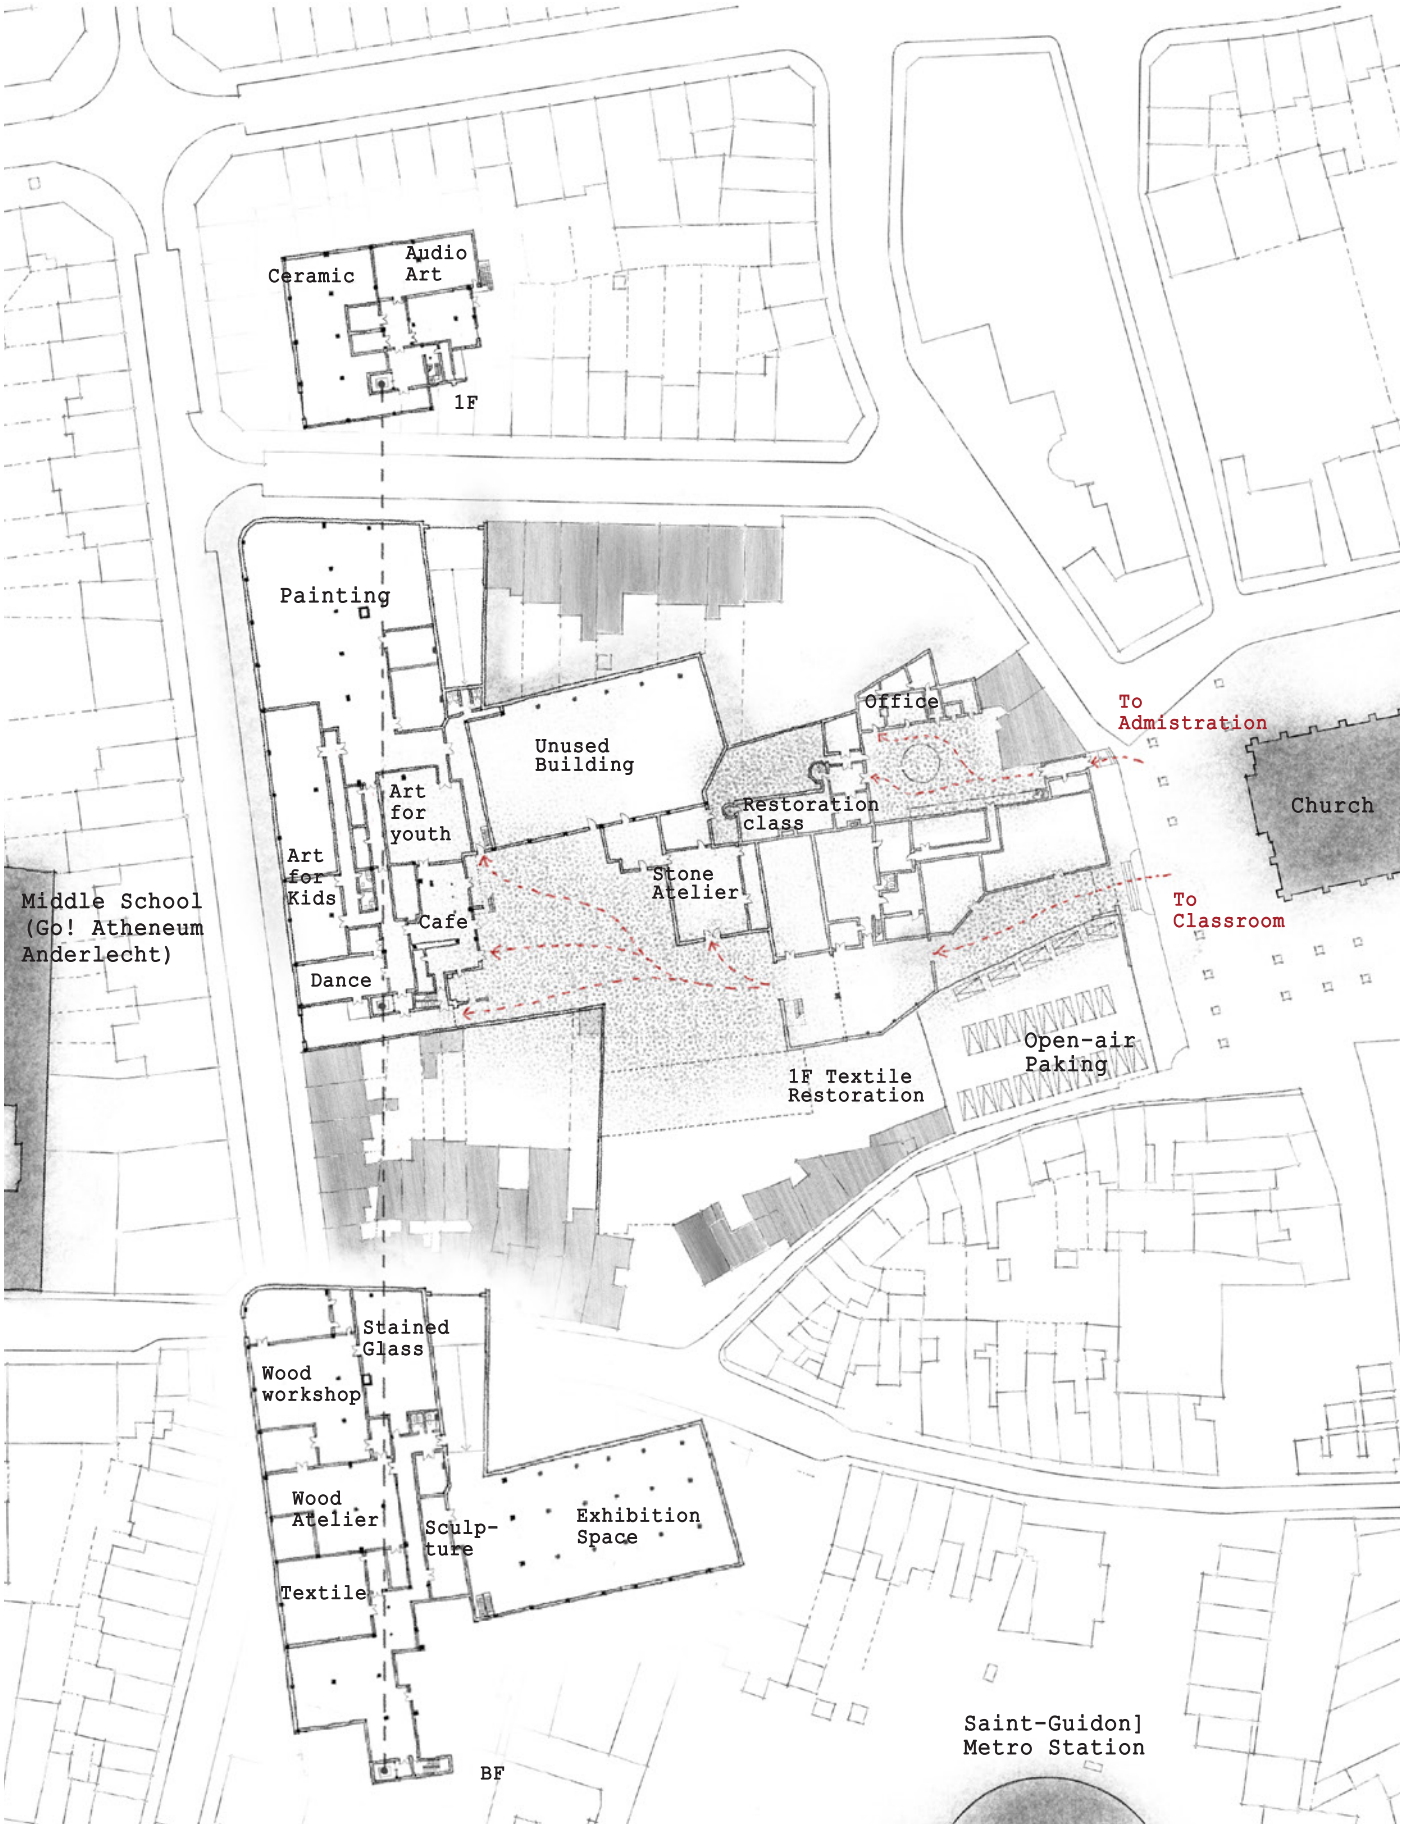 Audio
Art
Ceramic
1F
Painting
To
Admistration
Office
Unused
Building
Art
for
youth
Restoration
class
Church
Art
for
Kids
Stone
Atelier
Middle School
(Go! Atheneum
Anderlecht)
Cafe
To
Classroom
Dance
Open-air
Paking
1F Textile
Restoration
Stained
Glass
Wood
workshop
Wood
Atelier
Sculp-
ture
Exhibition
Space
Textile
Saint-Guidon]
Metro Station
BF